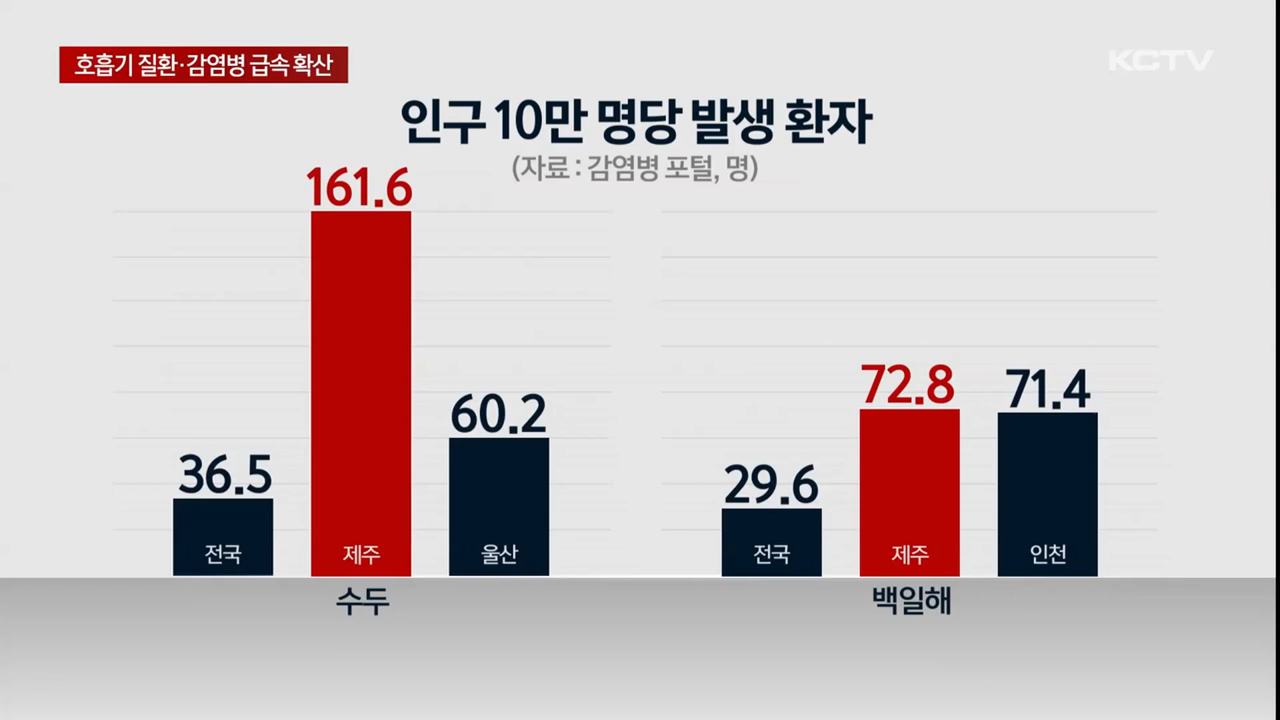 호흡기 질환·감염병 급속 확산
KCTV
인구 10만 명당 발생 환자
(자료 : 감염병 포털, 명)
161.6
60.2
36.5
전국
제주
울산
수두
72.8
71.4
29.6
전국
제주
인천
백일해